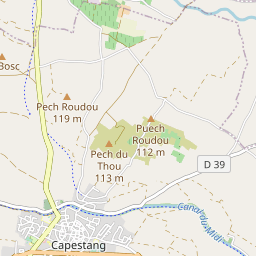 Bosc
Pech Roudou
119 m
Puech
Roudou
112 m
Pech du
Thou
113 m
D 39
Canal du Midi
Capestang